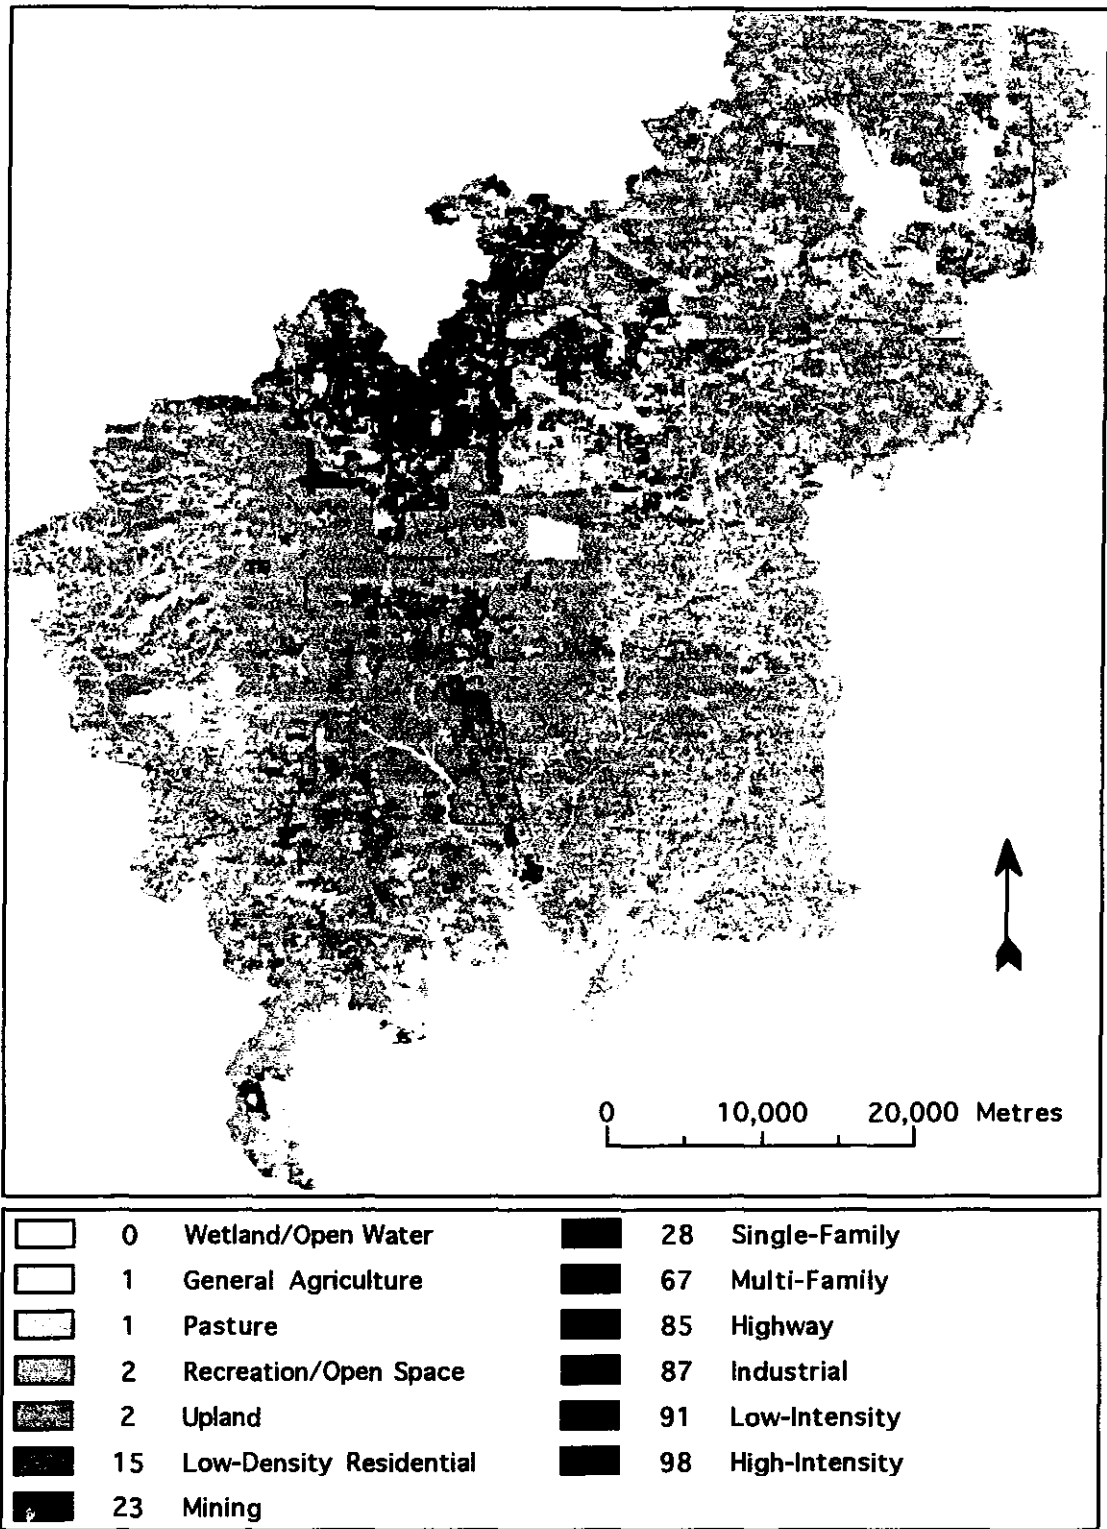 0 10,000 20,000 Metres
0 Wetland/Open Water
1 General Agriculture
1 Pasture
2 Recreation/Open Space
2 Upland
15 Low-Density Residential
23 Mining
28 Single-Family
67 Multi-Family
85 Highway
87 Industrial
91 Low-Intensity
98 High-Intensity